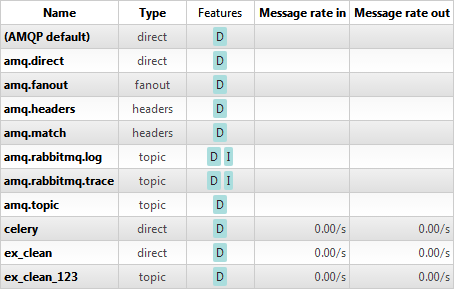 Name Type Features Message rate in Message rate out
(AMQP default) direct D
amq.direct direct D
amq.fanout fanout D
amq.headers headers D
amq.match headers D
amq.rabbitmq.log topic D I
amq.rabbitmq.trace topic D I
amq.topic topic D
celery direct D 0.00/s 0.00/s
ex_clean direct D 0.00/s 0.00/s
ex_clean_123 topic D 0.00/s 0.00/s